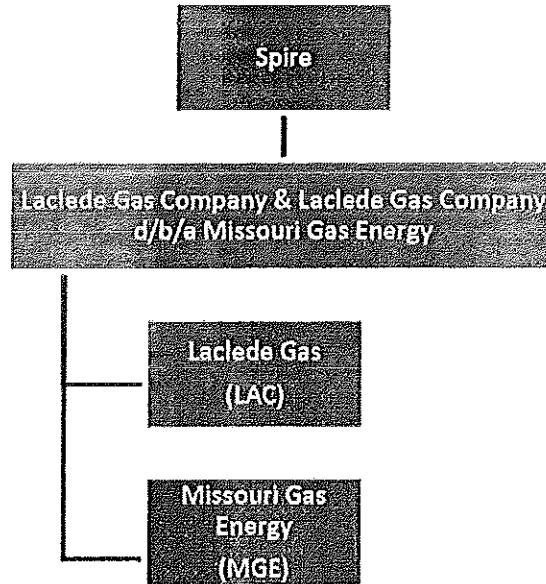 Spire
Laclede Gas Company & Laclede Gas Company
d/b/a Missouri Gas Energy
Laclede Gas
(LAC)
Missouri Gas
Energy
(MGE)